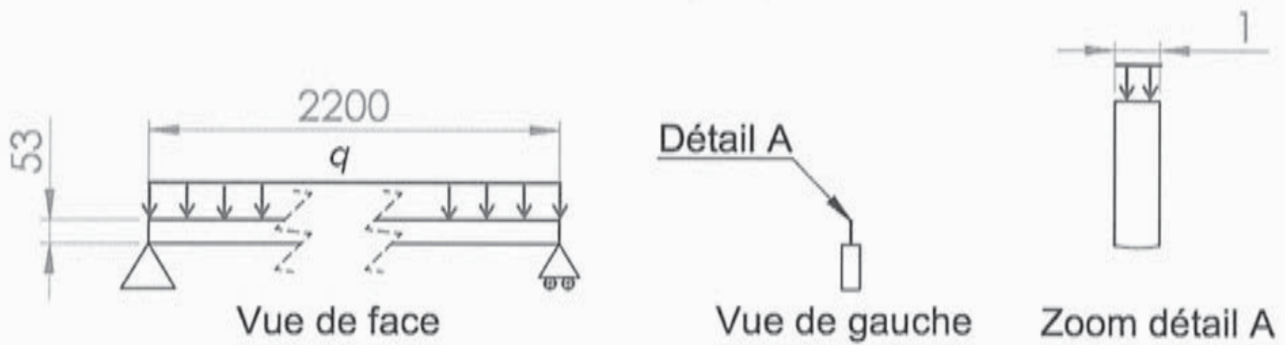 1
2200
Détail A
53
q
Vue de face
Vue de gauche
Zoom détail A